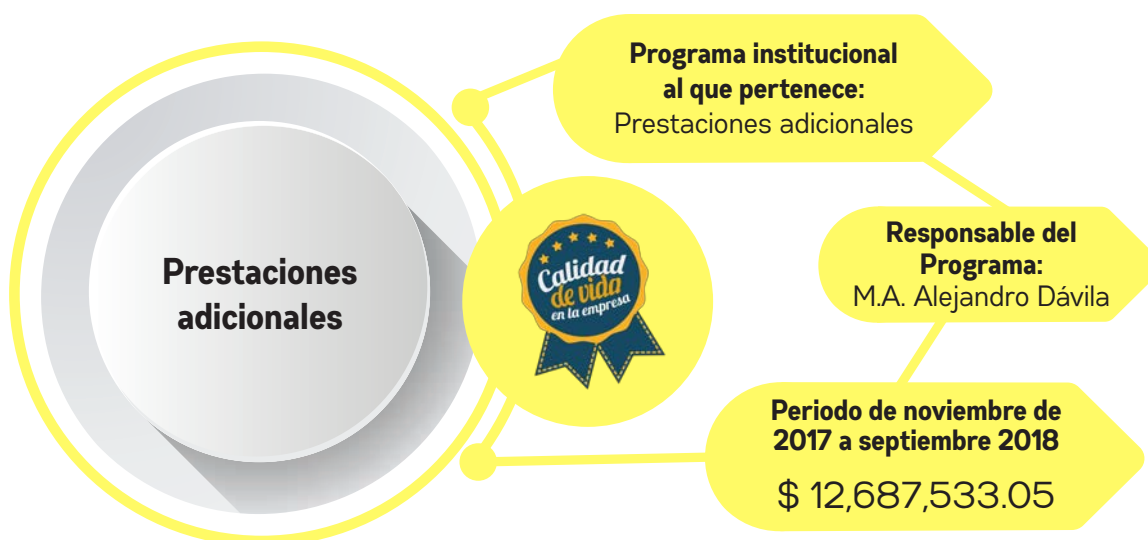 Prestaciones
adicionales
Calidad
de vida
en la empresa
Programa institucional
al que pertenece:
Prestaciones adicionales
Responsable del
Programa:
M.A. Alejandro Dávila
Periodo de noviembre de
2017 a septiembre 2018
$ 12,687,533.05